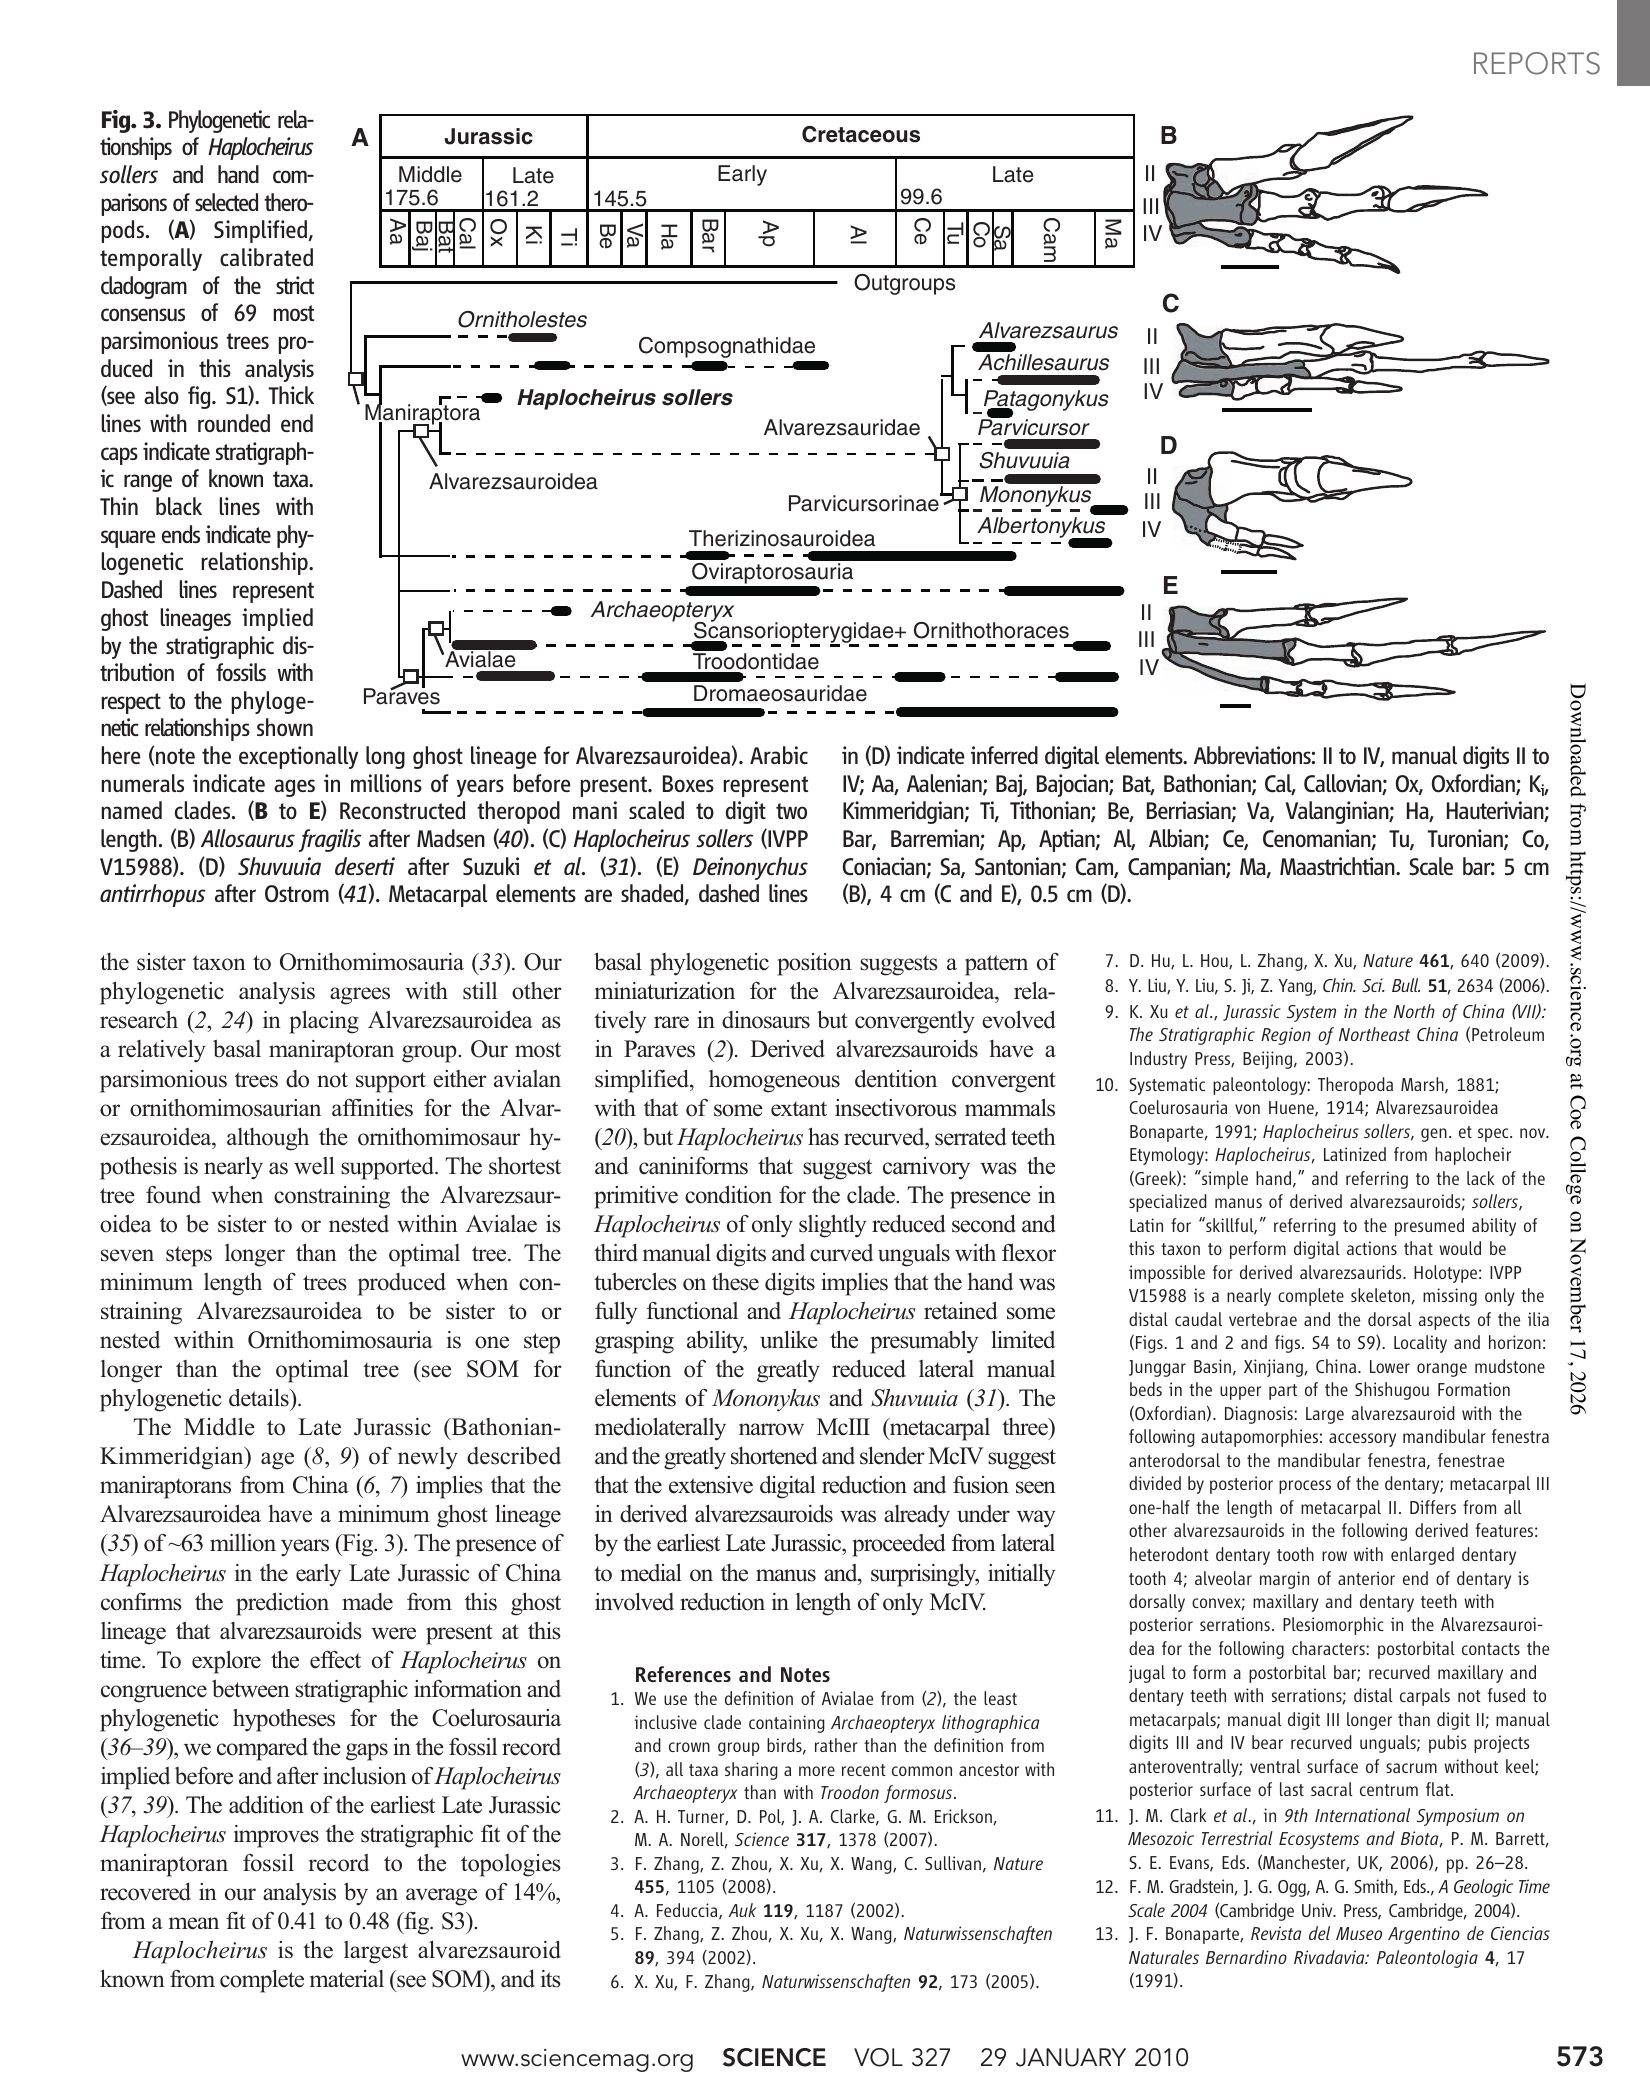 REPORTS
Fig. 3. Phylogenetic rela-
tionships of Haplocheirus
sollers and hand com-
parisons of selected thero-
pods. (A) Simplified,
temporally calibrated
cladogram of the strict
consensus of 69 most
parsimonious trees pro-
duced in this analysis
(see also fig. S1). Thick
lines with rounded end
caps indicate stratigraph-
ic range of known taxa.
Thin black lines with
square ends indicate phy-
logenetic relationship.
Dashed lines represent
ghost lineages implied
by the stratigraphic dis-
tribution of fossils with
respect to the phyloge-
netic relationships shown
here (note the exceptionally long ghost lineage for Alvarezsauroidea). Arabic
numerals indicate ages in millions of years before present. Boxes represent
named clades. (B to E) Reconstructed theropod mani scaled to digit two
length. (B) Allosaurus fragilis after Madsen (40). (C) Haplocheirus sollers (IVPP
V15988). (D) Shuvuuia deserti after Suzuki et al. (31). (E) Deinonychus
antirrhopus after Ostrom (41). Metacarpal elements are shaded, dashed lines
in (D) indicate inferred digital elements. Abbreviations: II to IV, manual digits II to
IV; Aa, Aalenian; Baj, Bajocian; Bat, Bathonian; Cal, Callovian; Ox, Oxfordian; Ki,
Kimmeridgian; Ti, Tithonian; Be, Berriasian; Va, Valanginian; Ha, Hauterivian;
Bar, Barremian; Ap, Aptian; Al, Albian; Ce, Cenomanian; Tu, Turonian; Co,
Coniacian; Sa, Santonian; Cam, Campanian; Ma, Maastrichtian. Scale bar: 5 cm
(B), 4 cm (C and E), 0.5 cm (D).
A
Jurassic Cretaceous
Middle Late Early Late
175.6 161.2 145.5 99.6
Aa Baj Bat Cal Ox Ki Ti Be Va Ha Bar Ap Al Ce Tu Co Sa Cam Ma
Outgroups
Ornitholestes
Compsognathidae
Haplocheirus sollers
Maniraptora
Alvarezsauroidea
Alvarezsauridae
Parvicursorinae
Alvarezsaurus
Achillesaurus
Patagonykus
Parvicursor
Shuvuuia
Mononykus
Albertonykus
Therizinosauroidea
Oviraptorosauria
Archaeopteryx
Scansoriopterygidae+ Ornithothoraces
Avialae
Troodontidae
Paraves
Dromaeosauridae
B
II
III
IV
C
II
III
IV
D
II
III
IV
E
II
III
IV
the sister taxon to Ornithomimosauria (33). Our
phylogenetic analysis agrees with still other
research (2, 24) in placing Alvarezsauroidea as
a relatively basal maniraptoran group. Our most
parsimonious trees do not support either avialan
or ornithomimosaurian affinities for the Alvar-
ezsauroidea, although the ornithomimosaur hy-
pothesis is nearly as well supported. The shortest
tree found when constraining the Alvarezsaur-
oidea to be sister to or nested within Avialae is
seven steps longer than the optimal tree. The
minimum length of trees produced when con-
straining Alvarezsauroidea to be sister to or
nested within Ornithomimosauria is one step
longer than the optimal tree (see SOM for
phylogenetic details).
The Middle to Late Jurassic (Bathonian-
Kimmeridgian) age (8, 9) of newly described
maniraptorans from China (6, 7) implies that the
Alvarezsauroidea have a minimum ghost lineage
(35) of ~63 million years (Fig. 3). The presence of
Haplocheirus in the early Late Jurassic of China
confirms the prediction made from this ghost
lineage that alvarezsauroids were present at this
time. To explore the effect of Haplocheirus on
congruence between stratigraphic information and
phylogenetic hypotheses for the Coelurosauria
(36–39), we compared the gaps in the fossil record
implied before and after inclusion of Haplocheirus
(37, 39). The addition of the earliest Late Jurassic
Haplocheirus improves the stratigraphic fit of the
maniraptoran fossil record to the topologies
recovered in our analysis by an average of 14%,
from a mean fit of 0.41 to 0.48 (fig. S3).
Haplocheirus is the largest alvarezsauroid
known from complete material (see SOM), and its
basal phylogenetic position suggests a pattern of
miniaturization for the Alvarezsauroidea, rela-
tively rare in dinosaurs but convergently evolved
in Paraves (2). Derived alvarezsauroids have a
simplified, homogeneous dentition convergent
with that of some extant insectivorous mammals
(20), but Haplocheirus has recurved, serrated teeth
and caniniforms that suggest carnivory was the
primitive condition for the clade. The presence in
Haplocheirus of only slightly reduced second and
third manual digits and curved unguals with flexor
tubercles on these digits implies that the hand was
fully functional and Haplocheirus retained some
grasping ability, unlike the presumably limited
function of the greatly reduced lateral manual
elements of Mononykus and Shuvuuia (31). The
mediolaterally narrow McIII (metacarpal three)
and the greatly shortened and slender McIV suggest
that the extensive digital reduction and fusion seen
in derived alvarezsauroids was already under way
by the earliest Late Jurassic, proceeded from lateral
to medial on the manus and, surprisingly, initially
involved reduction in length of only McIV.
References and Notes
1. We use the definition of Avialae from (2), the least
inclusive clade containing Archaeopteryx lithographica
and crown group birds, rather than the definition from
(3), all taxa sharing a more recent common ancestor with
Archaeopteryx than with Troodon formosus.
2. A. H. Turner, D. Pol, J. A. Clarke, G. M. Erickson,
M. A. Norell, Science 317, 1378 (2007).
3. F. Zhang, Z. Zhou, X. Xu, X. Wang, C. Sullivan, Nature
455, 1105 (2008).
4. A. Feduccia, Auk 119, 1187 (2002).
5. F. Zhang, Z. Zhou, X. Xu, X. Wang, Naturwissenschaften
89, 394 (2002).
6. X. Xu, F. Zhang, Naturwissenschaften 92, 173 (2005).
7. D. Hu, L. Hou, L. Zhang, X. Xu, Nature 461, 640 (2009).
8. Y. Liu, Y. Liu, S. Ji, Z. Yang, Chin. Sci. Bull. 51, 2634 (2006).
9. K. Xu et al., Jurassic System in the North of China (VII):
The Stratigraphic Region of Northeast China (Petroleum
Industry Press, Beijing, 2003).
10. Systematic paleontology: Theropoda Marsh, 1881;
Coelurosauria von Huene, 1914; Alvarezsauroidea
Bonaparte, 1991; Haplocheirus sollers, gen. et spec. nov.
Etymology: Haplocheirus, Latinized from haplocheir
(Greek): “simple hand,” and referring to the lack of the
specialized manus of derived alvarezsauroids; sollers,
Latin for “skillful,” referring to the presumed ability of
this taxon to perform digital actions that would be
impossible for derived alvarezsaurids. Holotype: IVPP
V15988 is a nearly complete skeleton, missing only the
distal caudal vertebrae and the dorsal aspects of the ilia
(Figs. 1 and 2 and figs. S4 to S9). Locality and horizon:
Junggar Basin, Xinjiang, China. Lower orange mudstone
beds in the upper part of the Shishugou Formation
(Oxfordian). Diagnosis: Large alvarezsauroid with the
following autapomorphies: accessory mandibular fenestra
anterodorsal to the mandibular fenestra, fenestrae
divided by posterior process of the dentary; metacarpal III
one-half the length of metacarpal II. Differs from all
other alvarezsauroids in the following derived features:
heterodont dentary tooth row with enlarged dentary
tooth 4; alveolar margin of anterior end of dentary is
dorsally convex; maxillary and dentary teeth with
posterior serrations. Plesiomorphic in the Alvarezsauroi-
dea for the following characters: postorbital contacts the
jugal to form a postorbital bar; recurved maxillary and
dentary teeth with serrations; distal carpals not fused to
metacarpals; manual digit III longer than digit II; manual
digits III and IV bear recurved unguals; pubis projects
anteroventrally; ventral surface of sacrum without keel;
posterior surface of last sacral centrum flat.
11. J. M. Clark et al., in 9th International Symposium on
Mesozoic Terrestrial Ecosystems and Biota, P. M. Barrett,
S. E. Evans, Eds. (Manchester, UK, 2006), pp. 26–28.
12. F. M. Gradstein, J. G. Ogg, A. G. Smith, Eds., A Geologic Time
Scale 2004 (Cambridge Univ. Press, Cambridge, 2004).
13. J. F. Bonaparte, Revista del Museo Argentino de Ciencias
Naturales Bernardino Rivadavia: Paleontologia 4, 17
(1991).
Downloaded from https://www.science.org at Coe College on November 17, 2026
www.sciencemag.org SCIENCE VOL 327 29 JANUARY 2010 573